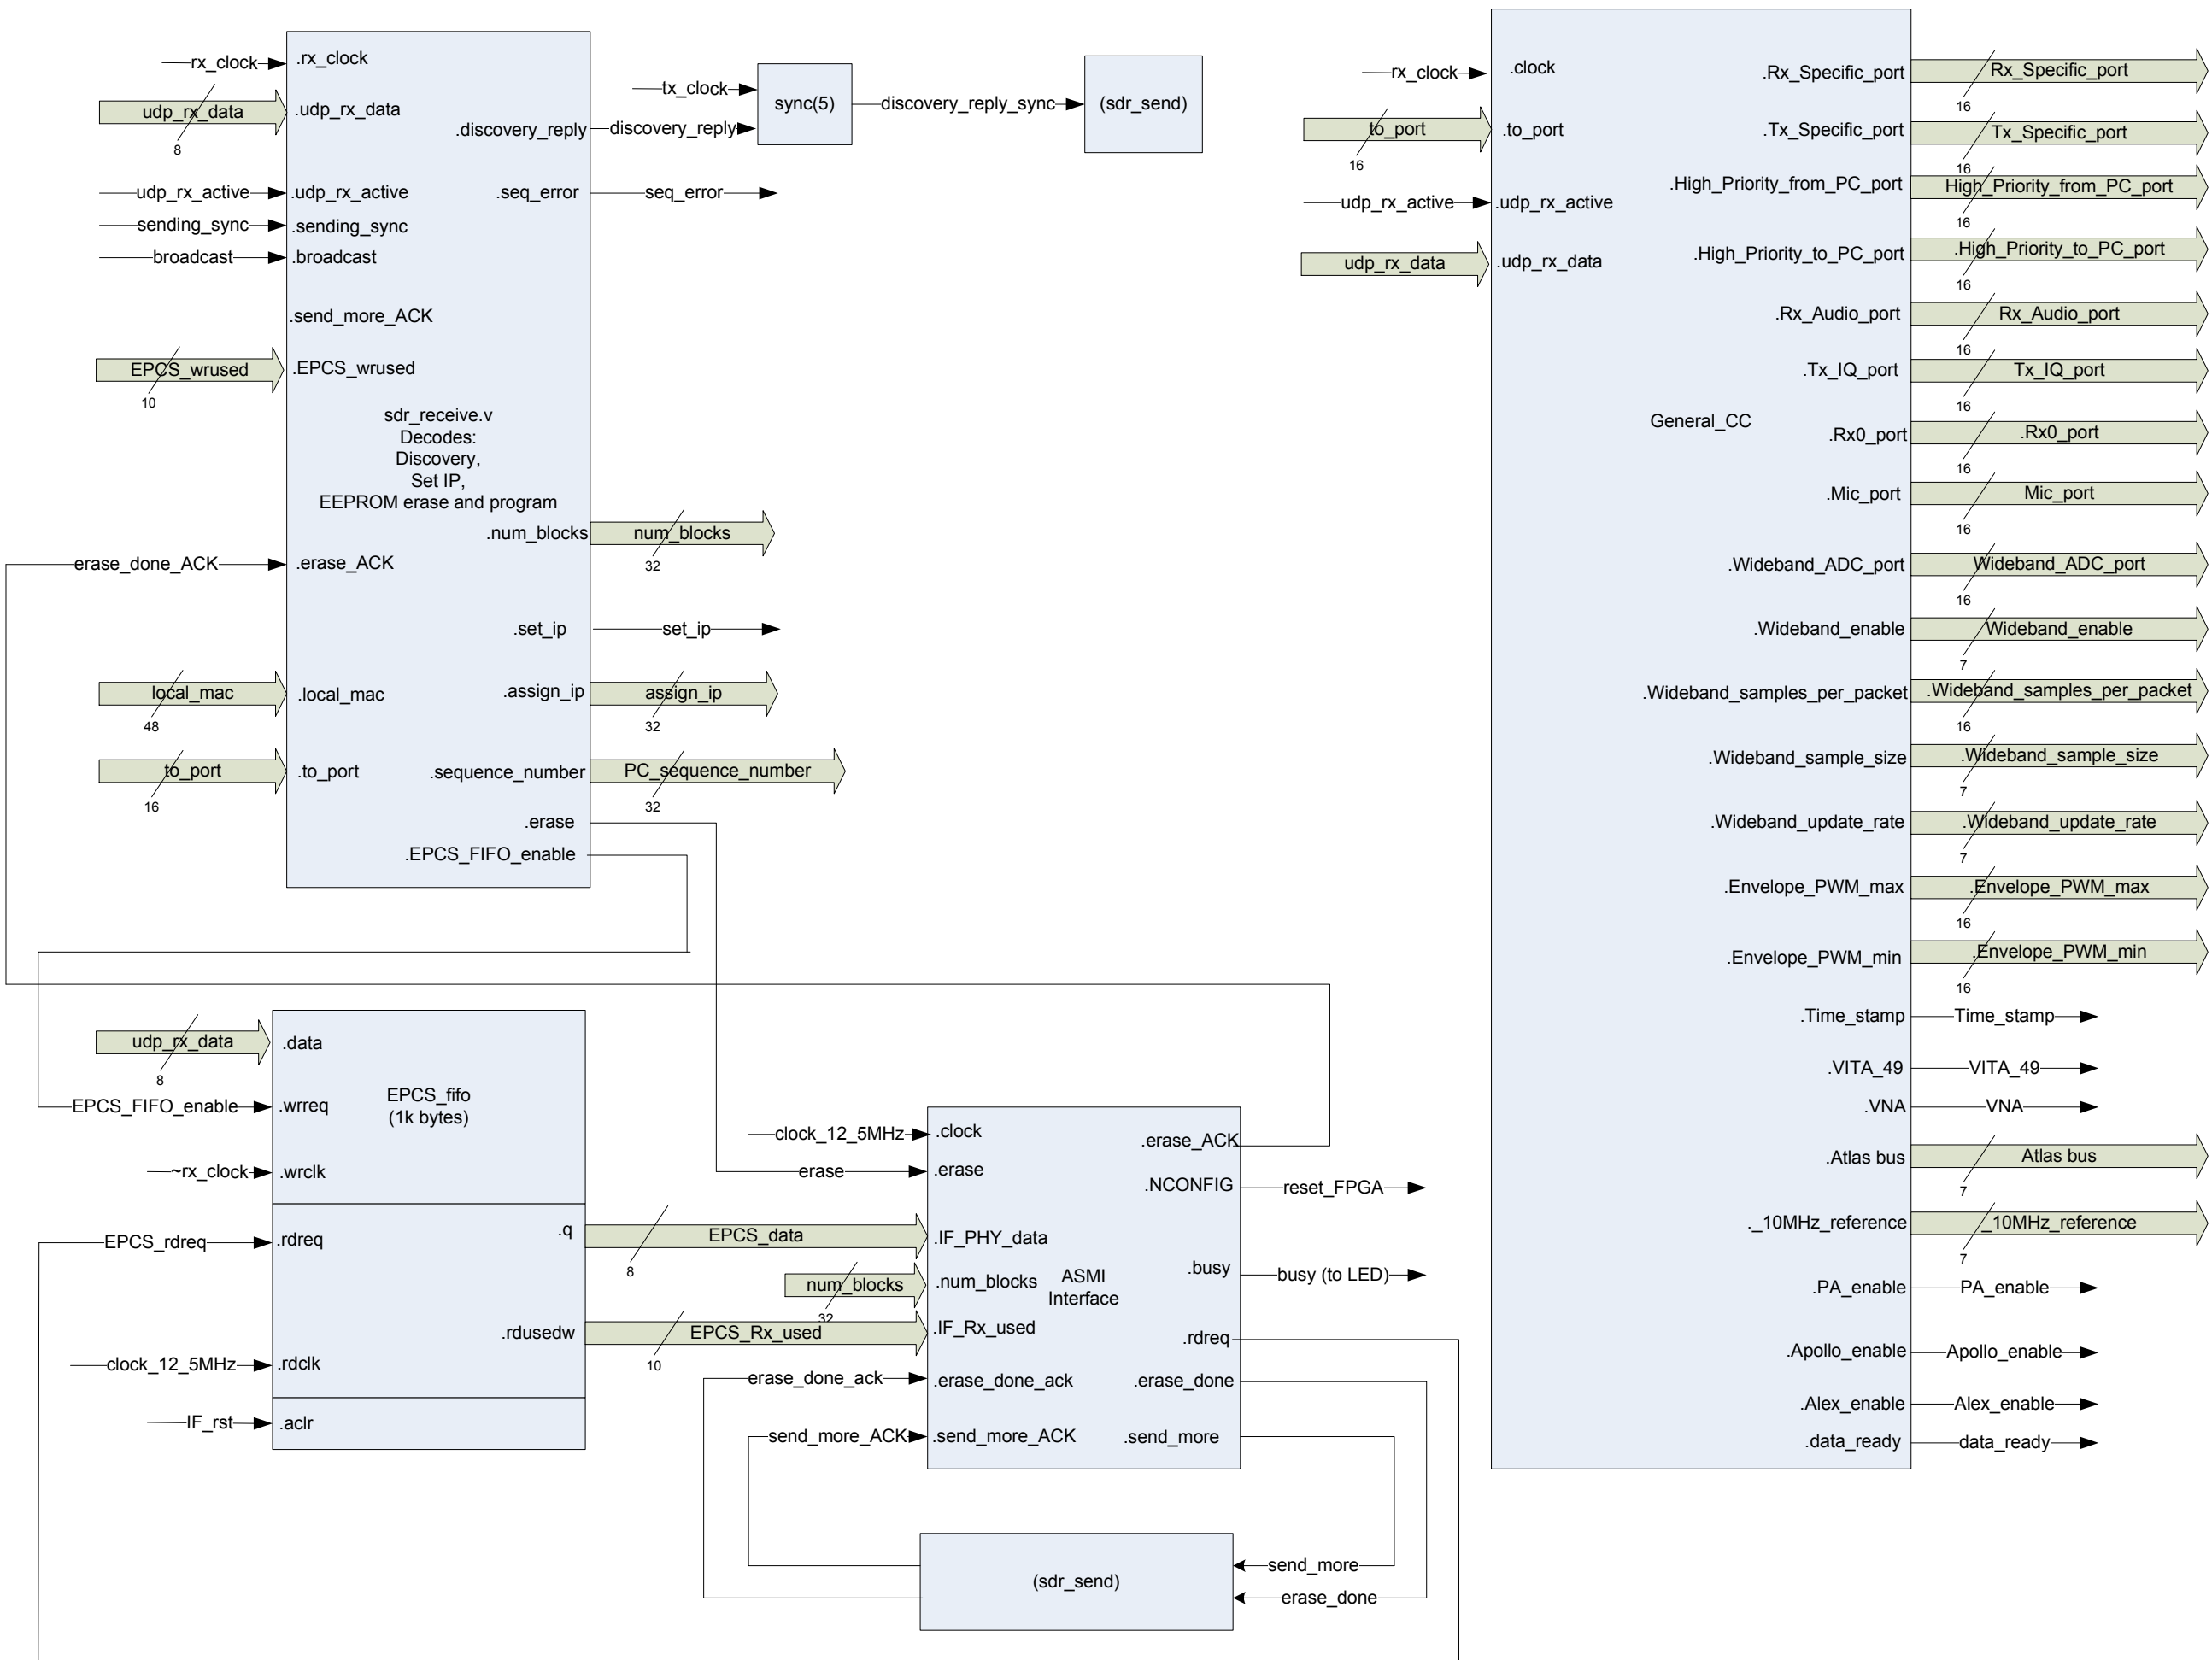 rx_clock
.rx_clock
udp_rx_data
8
.udp_rx_data
.discovery_reply
discovery_reply
tx_clock
sync(5)
discovery_reply_sync
(sdr_send)
udp_rx_active
.udp_rx_active
.seq_error
seq_error
sending_sync
.sending_sync
broadcast
.broadcast
.send_more_ACK
EPCS_wrused
10
.EPCS_wrused
sdr_receive.v
Decodes:
Discovery,
Set IP,
EEPROM erase and program
.num_blocks
num_blocks
32
erase_done_ACK
.erase_ACK
.set_ip
set_ip
local_mac
48
.local_mac
.assign_ip
assign_ip
32
to_port
16
.to_port
.sequence_number
PC_sequence_number
32
.erase
.EPCS_FIFO_enable
udp_rx_data
8
.data
EPCS_fifo
(1k bytes)
EPCS_FIFO_enable
.wrreq
~rx_clock
.wrclk
EPCS_rdreq
.rdreq
.q
EPCS_data
8
.rdusedw
EPCS_Rx_used
10
clock_12_5MHz
.rdclk
IF_rst
.aclr
clock_12_5MHz
.clock
.erase_ACK
erase
.erase
.NCONFIG
reset_FPGA
.IF_PHY_data
num_blocks
32
.num_blocks
ASMI
Interface
.busy
busy (to LED)
.IF_Rx_used
.rdreq
erase_done_ack
.erase_done_ack
.erase_done
send_more_ACK
.send_more_ACK
.send_more
(sdr_send)
send_more
erase_done
rx_clock
.clock
to_port
16
.to_port
udp_rx_active
.udp_rx_active
udp_rx_data
.udp_rx_data
General_CC
.Rx_Specific_port
Rx_Specific_port
16
.Tx_Specific_port
Tx_Specific_port
16
.High_Priority_from_PC_port
High_Priority_from_PC_port
16
.High_Priority_to_PC_port
.High_Priority_to_PC_port
16
.Rx_Audio_port
Rx_Audio_port
16
.Tx_IQ_port
Tx_IQ_port
16
.Rx0_port
.Rx0_port
16
.Mic_port
Mic_port
16
.Wideband_ADC_port
Wideband_ADC_port
16
.Wideband_enable
Wideband_enable
7
.Wideband_samples_per_packet
.Wideband_samples_per_packet
16
.Wideband_sample_size
.Wideband_sample_size
7
.Wideband_update_rate
.Wideband_update_rate
7
.Envelope_PWM_max
.Envelope_PWM_max
16
.Envelope_PWM_min
.Envelope_PWM_min
16
.Time_stamp
Time_stamp
.VITA_49
VITA_49
.VNA
VNA
.Atlas bus
Atlas bus
7
._10MHz_reference
_10MHz_reference
7
.PA_enable
PA_enable
.Apollo_enable
Apollo_enable
.Alex_enable
Alex_enable
.data_ready
data_ready